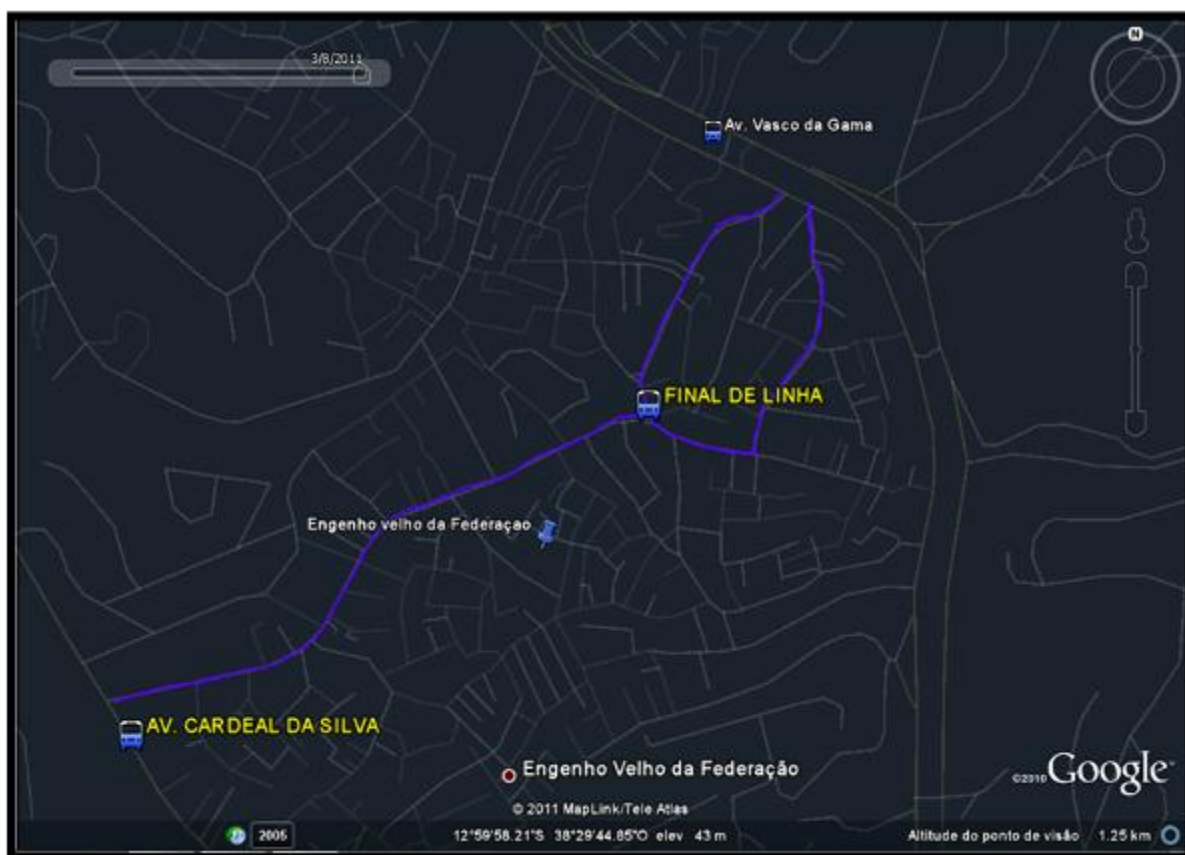 3/8/2011
N
Av. Vasco da Gama
FINAL DE LINHA
Engenho velho da Federaçao
AV. CARDEAL DA SILVA
Engenho Velho da Federação
©2010 Google
© 2011 MapLink/Tele Atlas
2005
12°59'58.21"S 38°29'44.85"O elev 43 m
Altitude do ponto de visão 1.25 km